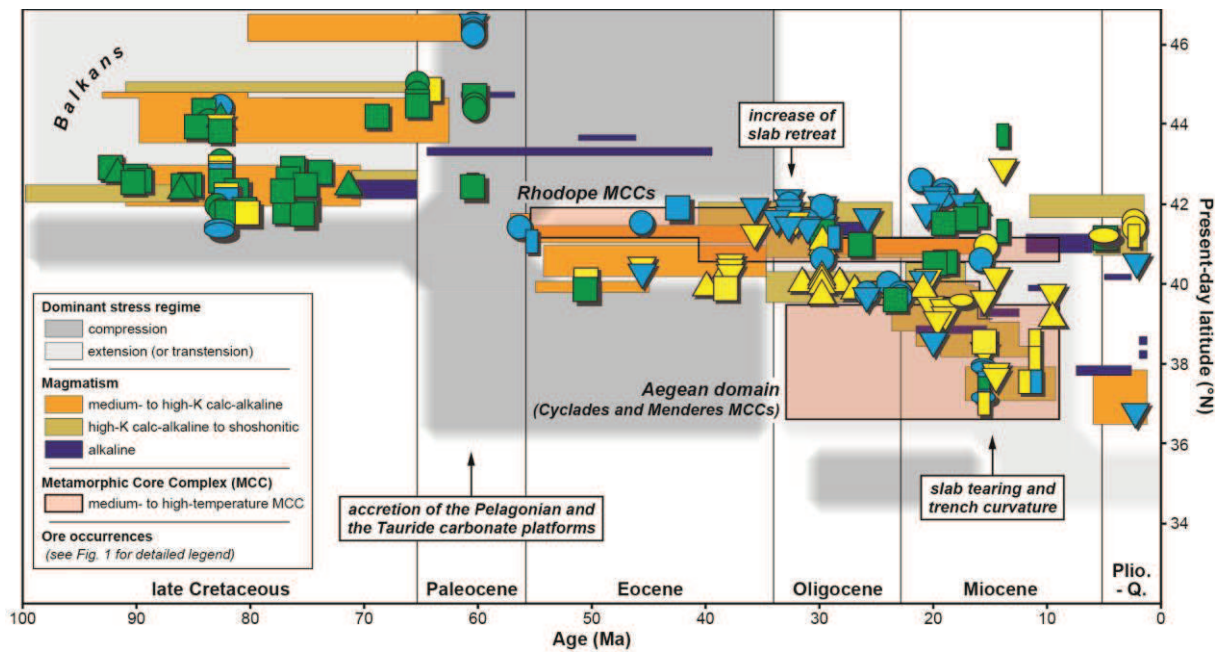 Balkans
increase of
slab retreat
Rhodope MCCs
Dominant stress regime
compression
extension (or transtension)
Magmatism
medium- to high-K calc-alkaline
high-K calc-alkaline to shoshonitic
alkaline
Metamorphic Core Complex (MCC)
medium- to high-temperature MCC
Ore occurrences
(see Fig. 1 for detailed legend)
Aegean domain
(Cyclades and Menderes MCCs)
accretion of the Pelagonian and
the Tauride carbonate platforms
slab tearing and
trench curvature
late Cretaceous
Paleocene
Eocene
Oligocene
Miocene
Plio.
- Q.
100 90 80 70 60 50 40 30 20 10 0
Age (Ma)
46
44
42
40
38
36
34
Present-day latitude (°N)